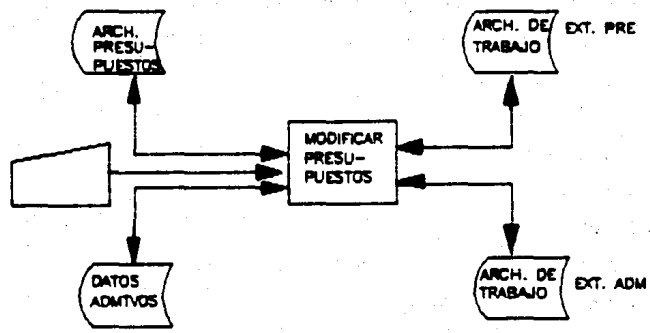 ARCH.
PRESU-
PUESTOS
ARCH. DE
TRABAJO
EXT. PRE
MODIFICAR
PRESU-
PUESTOS
DATOS
ADMTVOS
ARCH. DE
TRABAJO
EXT. ADM